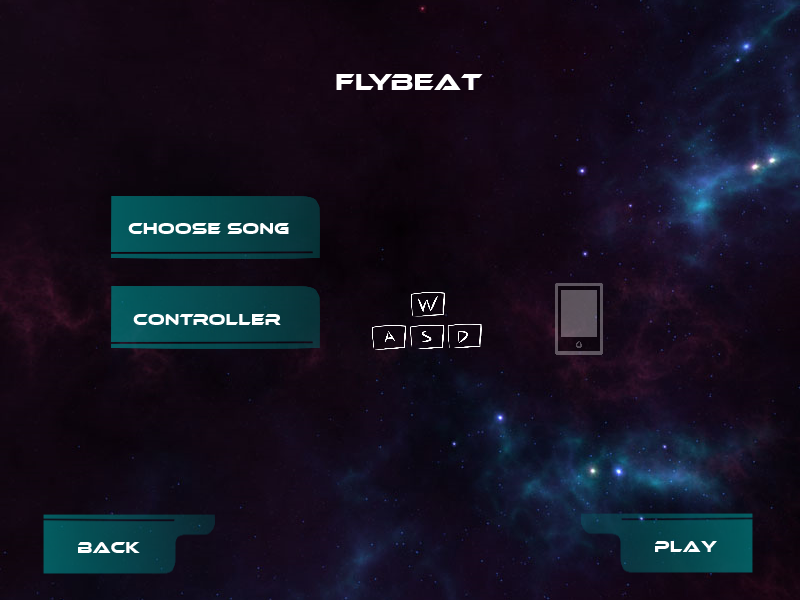 FLYBEAT
CHOOSE SONG
CONTROLLER
W
A S D
BACK
PLAY